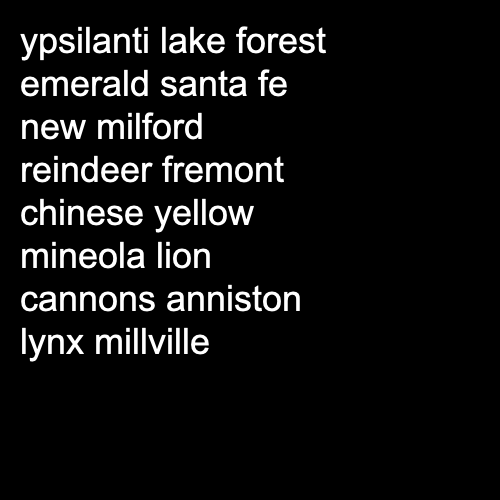 ypsilanti lake forest
emerald santa fe
new milford
reindeer fremont
chinese yellow
mineola lion
cannons anniston
lynx millville